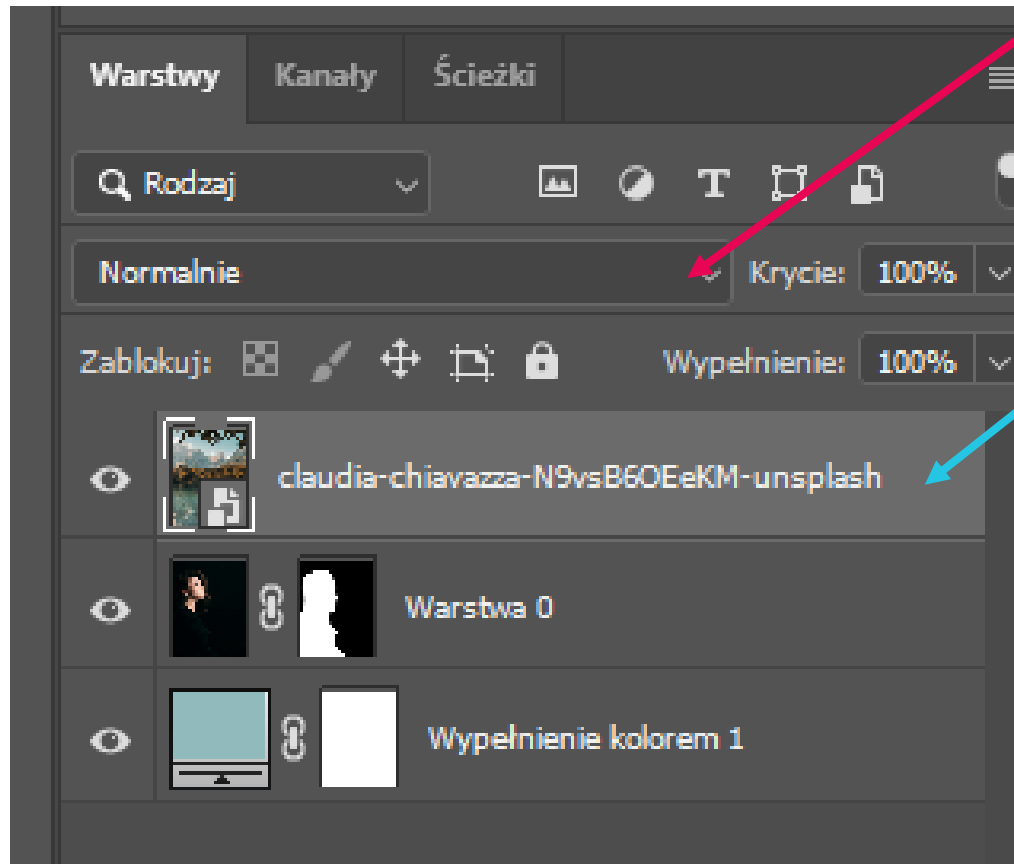 Warstwy Kanały Ścieżki
Rodzaj T
Normalnie Krycie: 100%
Zablokuj: Wypełnienie: 100%
claudia-chiavazza-N9vsB6OEeKM-unsplash
Warstwa 0
Wypełnienie kolorem 1